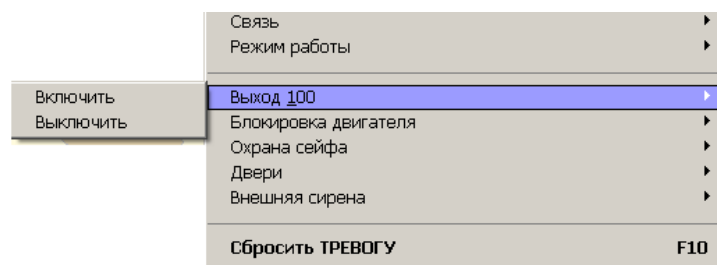 Связь
Режим работы
Включить
Выключить
Выход 100
Блокировка двигателя
Охрана сейфа
Двери
Внешняя сирена
Сбросить ТРЕВОГУ F10